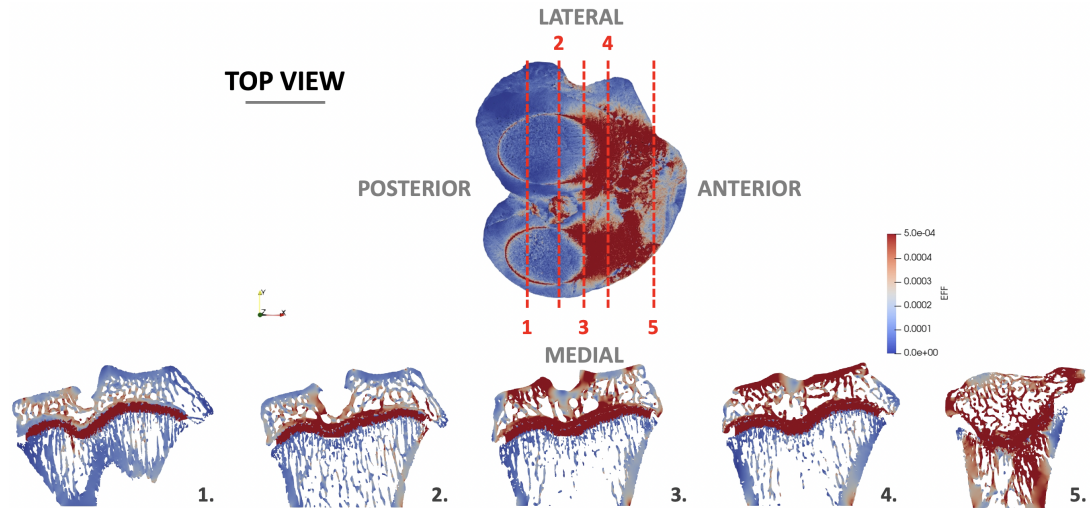 LATERAL
2 4
TOP VIEW
POSTERIOR
ANTERIOR
5.0e-04
0.0004
0.0003
0.0002
0.0001
0.0e+00
EFF
Y
Z
X
1 3 5
MEDIAL
1. 2. 3. 4. 5.